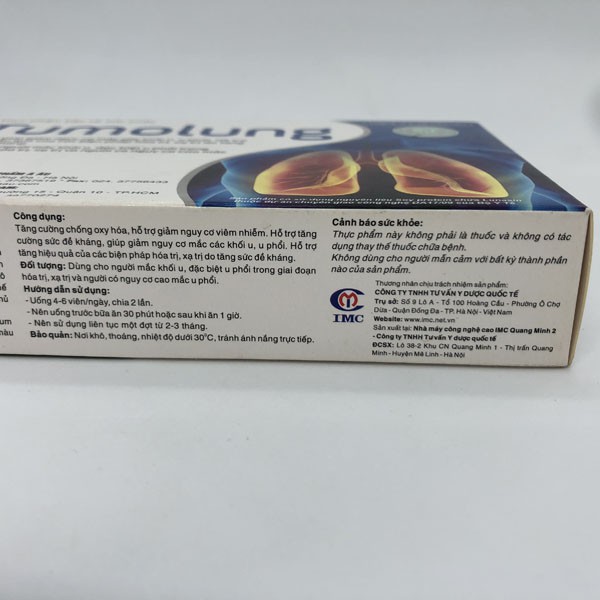 Tumolung
Quận 10 - TP.HCM
Công dụng:
Tăng cường chống oxy hóa, hỗ trợ giảm nguy cơ viêm nhiễm. Hỗ trợ tăng
cường sức đề kháng, giúp giảm nguy cơ mắc các khối u, u phổi. Hỗ trợ
tăng hiệu quả của các biện pháp hóa trị, xạ trị do tăng sức đề kháng.
Đối tượng: Dùng cho người mắc khối u, đặc biệt u phổi trong giai đoạn
hóa trị, xạ trị và người có nguy cơ cao mắc u phổi.
Hướng dẫn sử dụng:
- Uống 4-6 viên/ngày, chia 2 lần.
- Nên uống trước bữa ăn 30 phút hoặc sau khi ăn 1 giờ.
- Nên sử dụng liên tục một đợt từ 2-3 tháng.
Bảo quản: Nơi khô, thoáng, nhiệt độ dưới 30°C, tránh ánh nắng trực tiếp.
Cảnh báo sức khỏe:
Thực phẩm này không phải là thuốc và không có tác
dụng thay thế thuốc chữa bệnh.
Không dùng cho người mẫn cảm với bất kỳ thành phần
nào của sản phẩm.
Thương nhân chịu trách nhiệm sản phẩm:
CÔNG TY TNHH TƯ VẤN Y DƯỢC QUỐC TẾ
Trụ sở: Số 9 Lô A - Tổ 100 Hoàng Cầu - Phường Ô Chợ
Dừa - Quận Đống Đa - TP. Hà Nội - Việt Nam
Website: www.imc.net.vn
IMC
Sản xuất tại: Nhà máy công nghệ cao IMC Quang Minh 2
- Công ty TNHH Tư vấn Y dược quốc tế
ĐCSX: Lô 38-2 Khu CN Quang Minh 1 - Thị trấn Quang
Minh - Huyện Mê Linh - Hà Nội